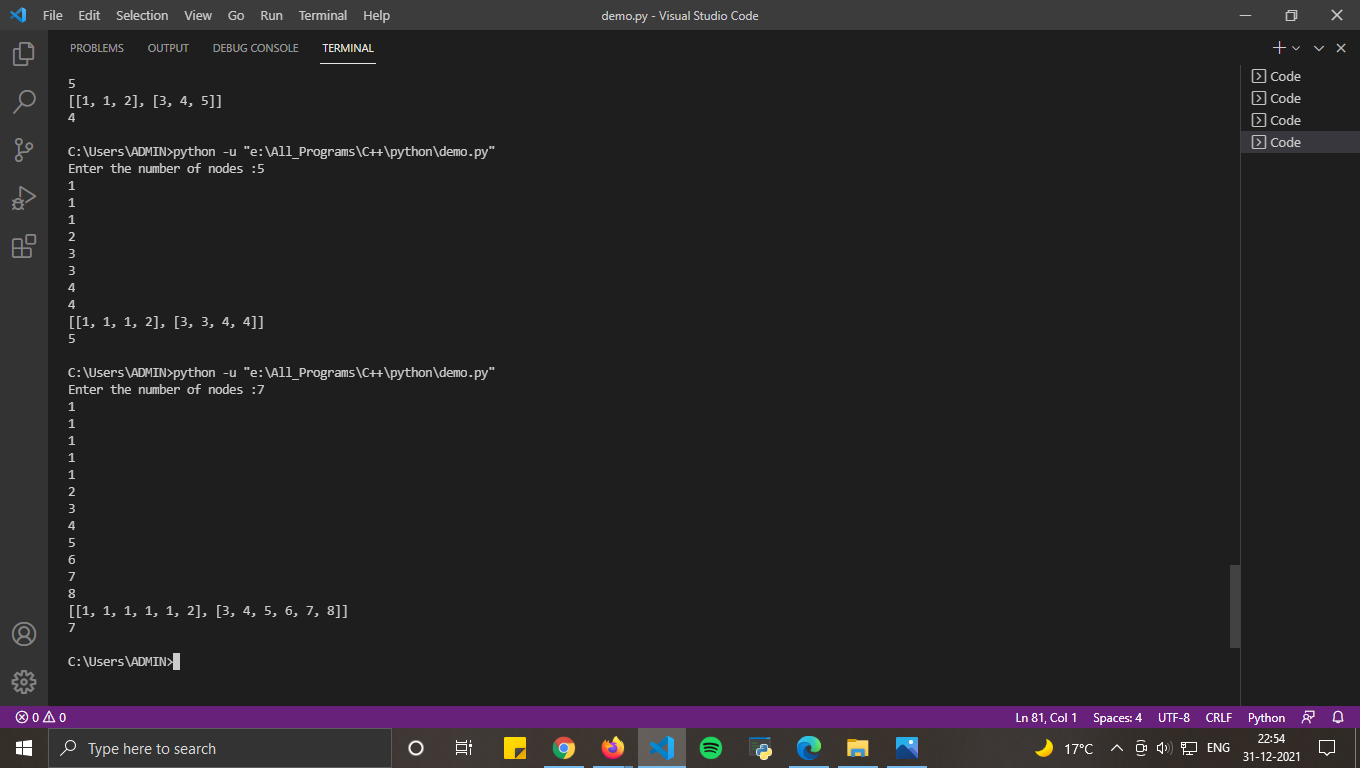 File Edit Selection View Go Run Terminal Help
demo.py - Visual Studio Code
PROBLEMS OUTPUT DEBUG CONSOLE TERMINAL
5
[[1, 1, 2], [3, 4, 5]]
4
C:\Users\ADMIN>python -u "e:\All_Programs\C++\python\demo.py"
Enter the number of nodes :5
1
1
1
2
3
3
4
4
[[1, 1, 1, 2], [3, 3, 4, 4]]
5
C:\Users\ADMIN>python -u "e:\All_Programs\C++\python\demo.py"
Enter the number of nodes :7
1
1
1
1
1
2
3
4
5
6
7
8
[[1, 1, 1, 1, 1, 2], [3, 4, 5, 6, 7, 8]]
7
C:\Users\ADMIN>
Code
Code
Code
Code
0 0
Ln 81, Col 1 Spaces: 4 UTF-8 CRLF Python
Type here to search
17°C
ENG
22:54
31-12-2021